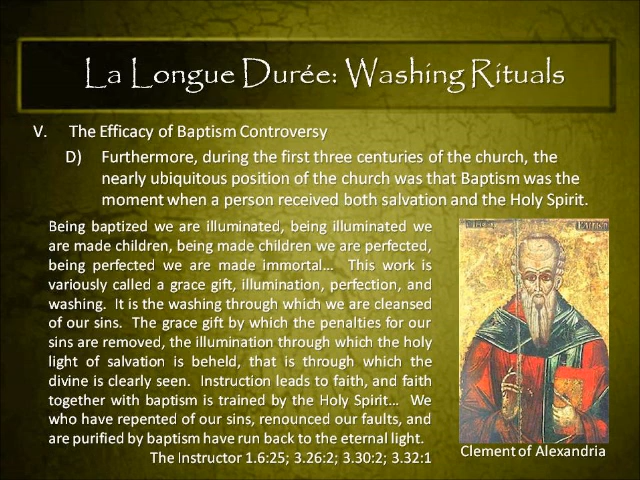 La Longue Durée: Washing Rituals
V. The Efficacy of Baptism Controversy
D) Furthermore, during the first three centuries of the church, the
nearly ubiquitous position of the church was that Baptism was the
moment when a person received both salvation and the Holy Spirit.
Being baptized we are illuminated, being illuminated we
are made children, being made children we are perfected,
being perfected we are made immortal… This work is
variously called a grace gift, illumination, perfection, and
washing. It is the washing through which we are cleansed
of our sins. The grace gift by which the penalties for our
sins are removed, the illumination through which the holy
light of salvation is beheld, that is through which the
divine is clearly seen. Instruction leads to faith, and faith
together with baptism is trained by the Holy Spirit… We
who have repented of our sins, renounced our faults, and
are purified by baptism have run back to the eternal light.
The Instructor 1.6:25; 3.26:2; 3.30:2; 3.32:1
Clement of Alexandria